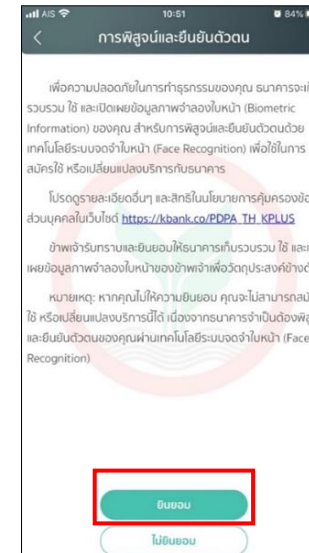 AIS 10:51 84%
การพิสูจน์และยืนยันตัวตน
เพื่อความปลอดภัยในการทำธุรกรรมของคุณ ธนาคารจะเก็
รวบรวม ใช้ และเปิดเผยข้อมูลภาพจำลองใบหน้า (Biometric
Information) ของคุณ สำหรับการพิสูจน์และยืนยันตัวตนด้วย
เทคโนโลยีระบบจดจำใบหน้า (Face Recognition) เพื่อใช้ในการ
สมัครใช้ หรือเปลี่ยนแปลงบริการกับธนาคาร
โปรดดูรายละเอียดอื่นๆ และสิทธิในนโยบายการคุ้มครองข้อ
ส่วนบุคคลในเว็บไซต์ https://kbank.co/PDPA_TH_KPLUS
ข้าพเจ้ารับทราบและยินยอมให้ธนาคารเก็บรวบรวม ใช้ และ
เผยข้อมูลภาพจำลองใบหน้าของข้าพเจ้าเพื่อวัตถุประสงค์ข้างต้
หมายเหตุ: หากคุณไม่ให้ความยินยอม คุณจะไม่สามารถสมั
ใช้ หรือเปลี่ยนแปลงบริการนี้ได้ เนื่องจากธนาคารจำเป็นต้องพิสู
และยืนยันตัวตนของคุณผ่านเทคโนโลยีระบบจดจำใบหน้า (Face
Recognition)
ยินยอม
ไม่ยินยอม